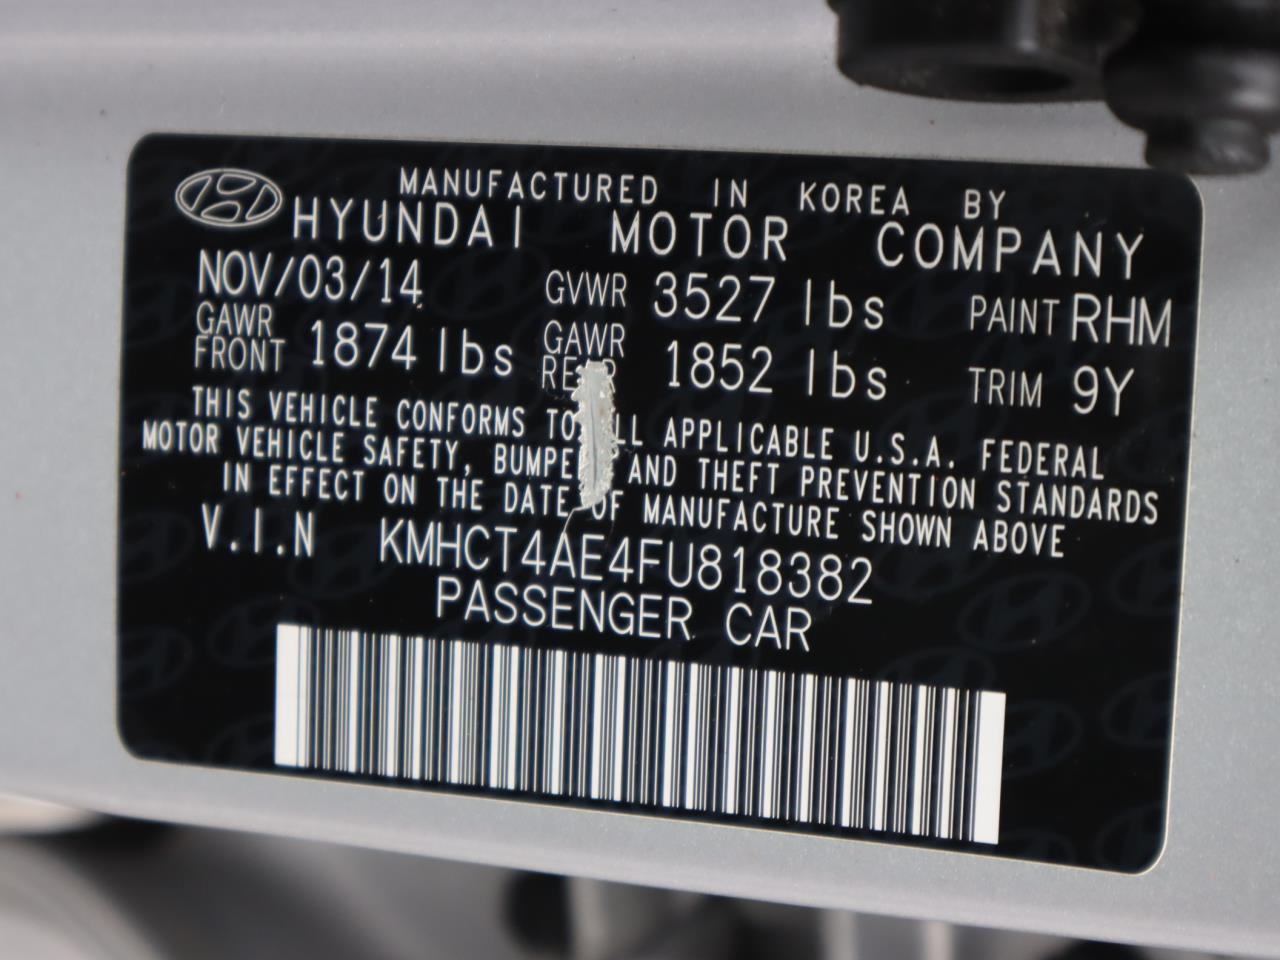 MANUFACTURED IN KOREA BY
HYUNDAI MOTOR COMPANY
NOV/03/14 GVWR 3527 lbs PAINT RHM
GAWR FRONT 1874 lbs GAWR REAR 1852 lbs TRIM 9Y
THIS VEHICLE CONFORMS TO ALL APPLICABLE U.S.A. FEDERAL
MOTOR VEHICLE SAFETY, BUMPER AND THEFT PREVENTION STANDARDS
IN EFFECT ON THE DATE OF MANUFACTURE SHOWN ABOVE
V.I.N KMHCT4AE4FU818382
PASSENGER CAR